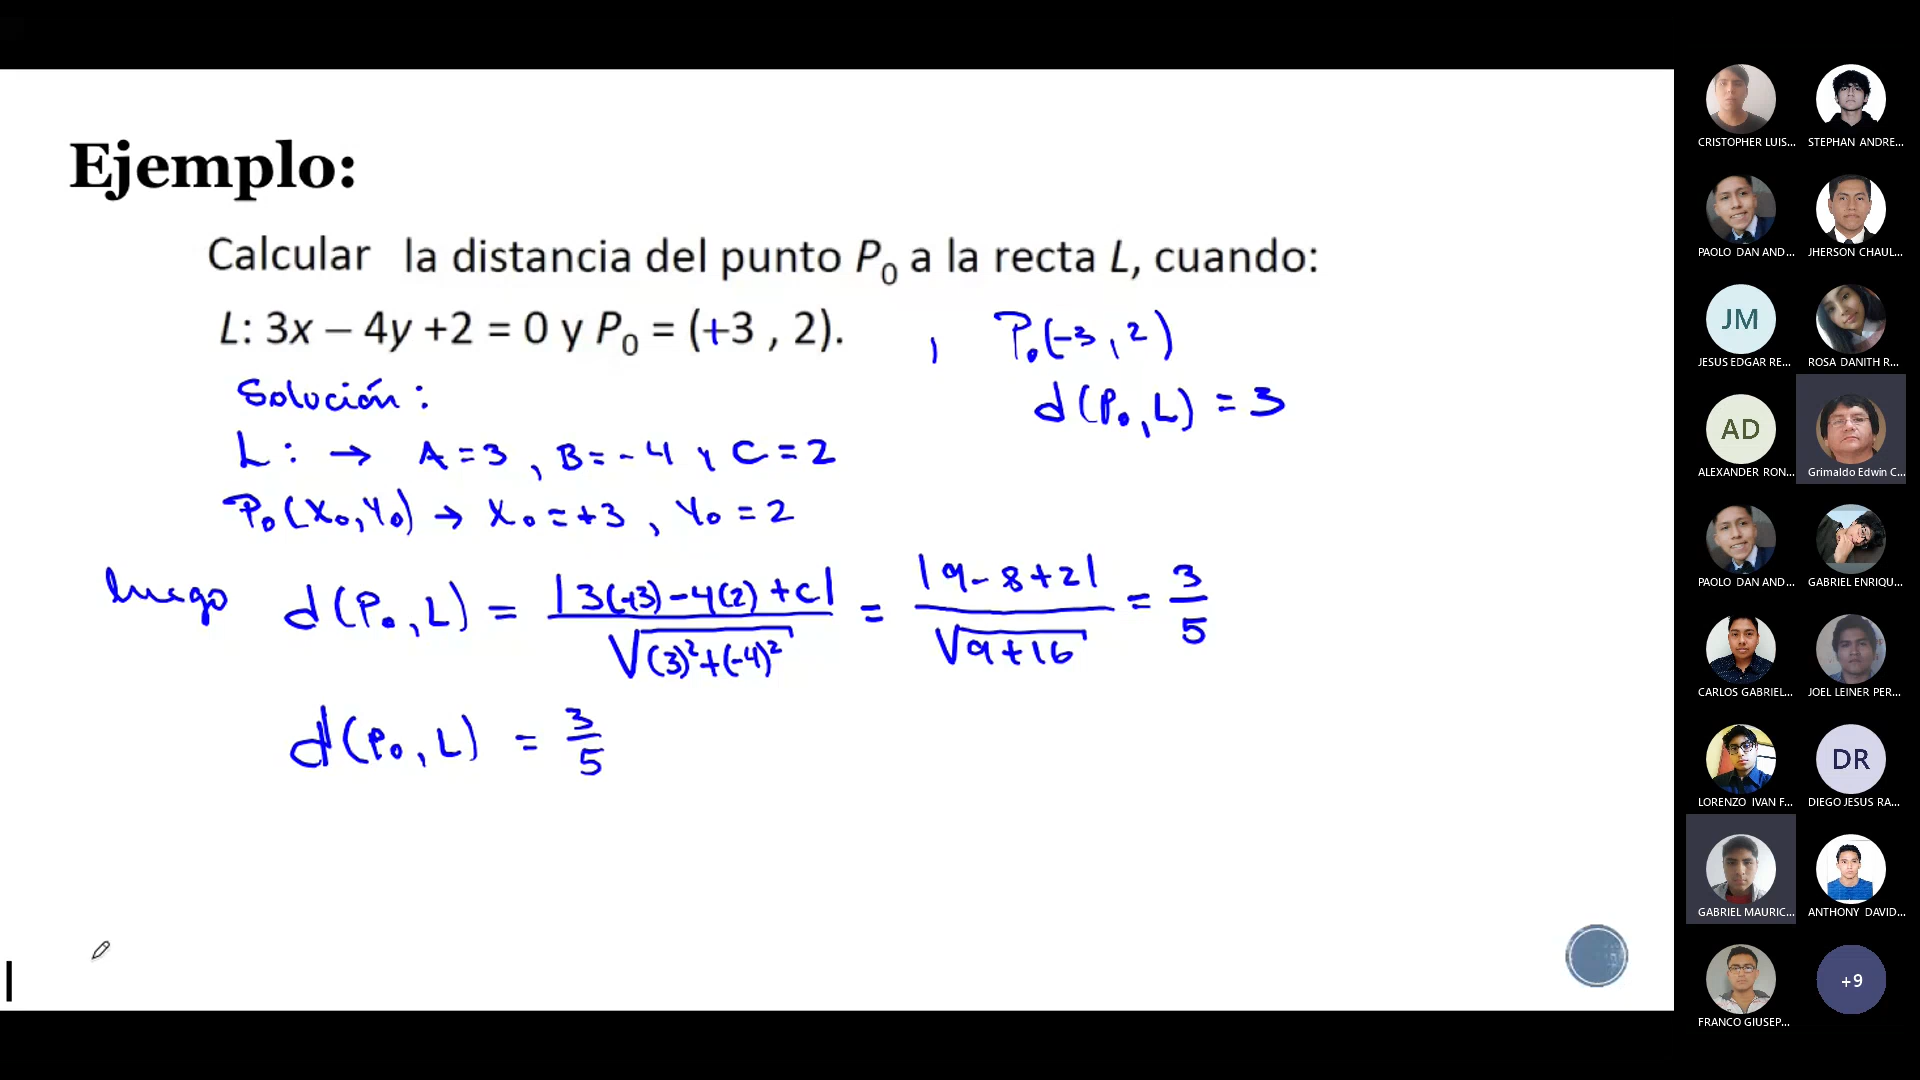 Ejemplo:
Calcular la distancia del punto P₀ a la recta L, cuando:
L: 3x – 4y +2 = 0 y P₀ = (+3 , 2).
, P₀(-3, 2)
d(P₀, L) = 3
Solución:
L: → A = 3, B = -4 y C = 2
P₀(X₀, Y₀) → X₀ = +3, Y₀ = 2
luego d(P₀, L) = |3(+3) - 4(2) + c| / √(3)² + (-4)² = |9 - 8 + 2| / √9 + 16 = 3/5
d(P₀, L) = 3/5
CRISTOPHER LUIS...
STEPHAN ANDRE...
PAOLO DAN AND...
JHERSON CHAUL...
JM
JESUS EDGAR RE...
ROSA DANITH R...
AD
ALEXANDER RON...
Grimaldo Edwin C...
PAOLO DAN AND...
GABRIEL ENRIQU...
CARLOS GABRIEL...
JOEL LEINER PER...
LORENZO IVAN F...
DR
DIEGO JESUS RA...
GABRIEL MAURIC...
ANTHONY DAVID...
FRANCO GIUSEP...
+9